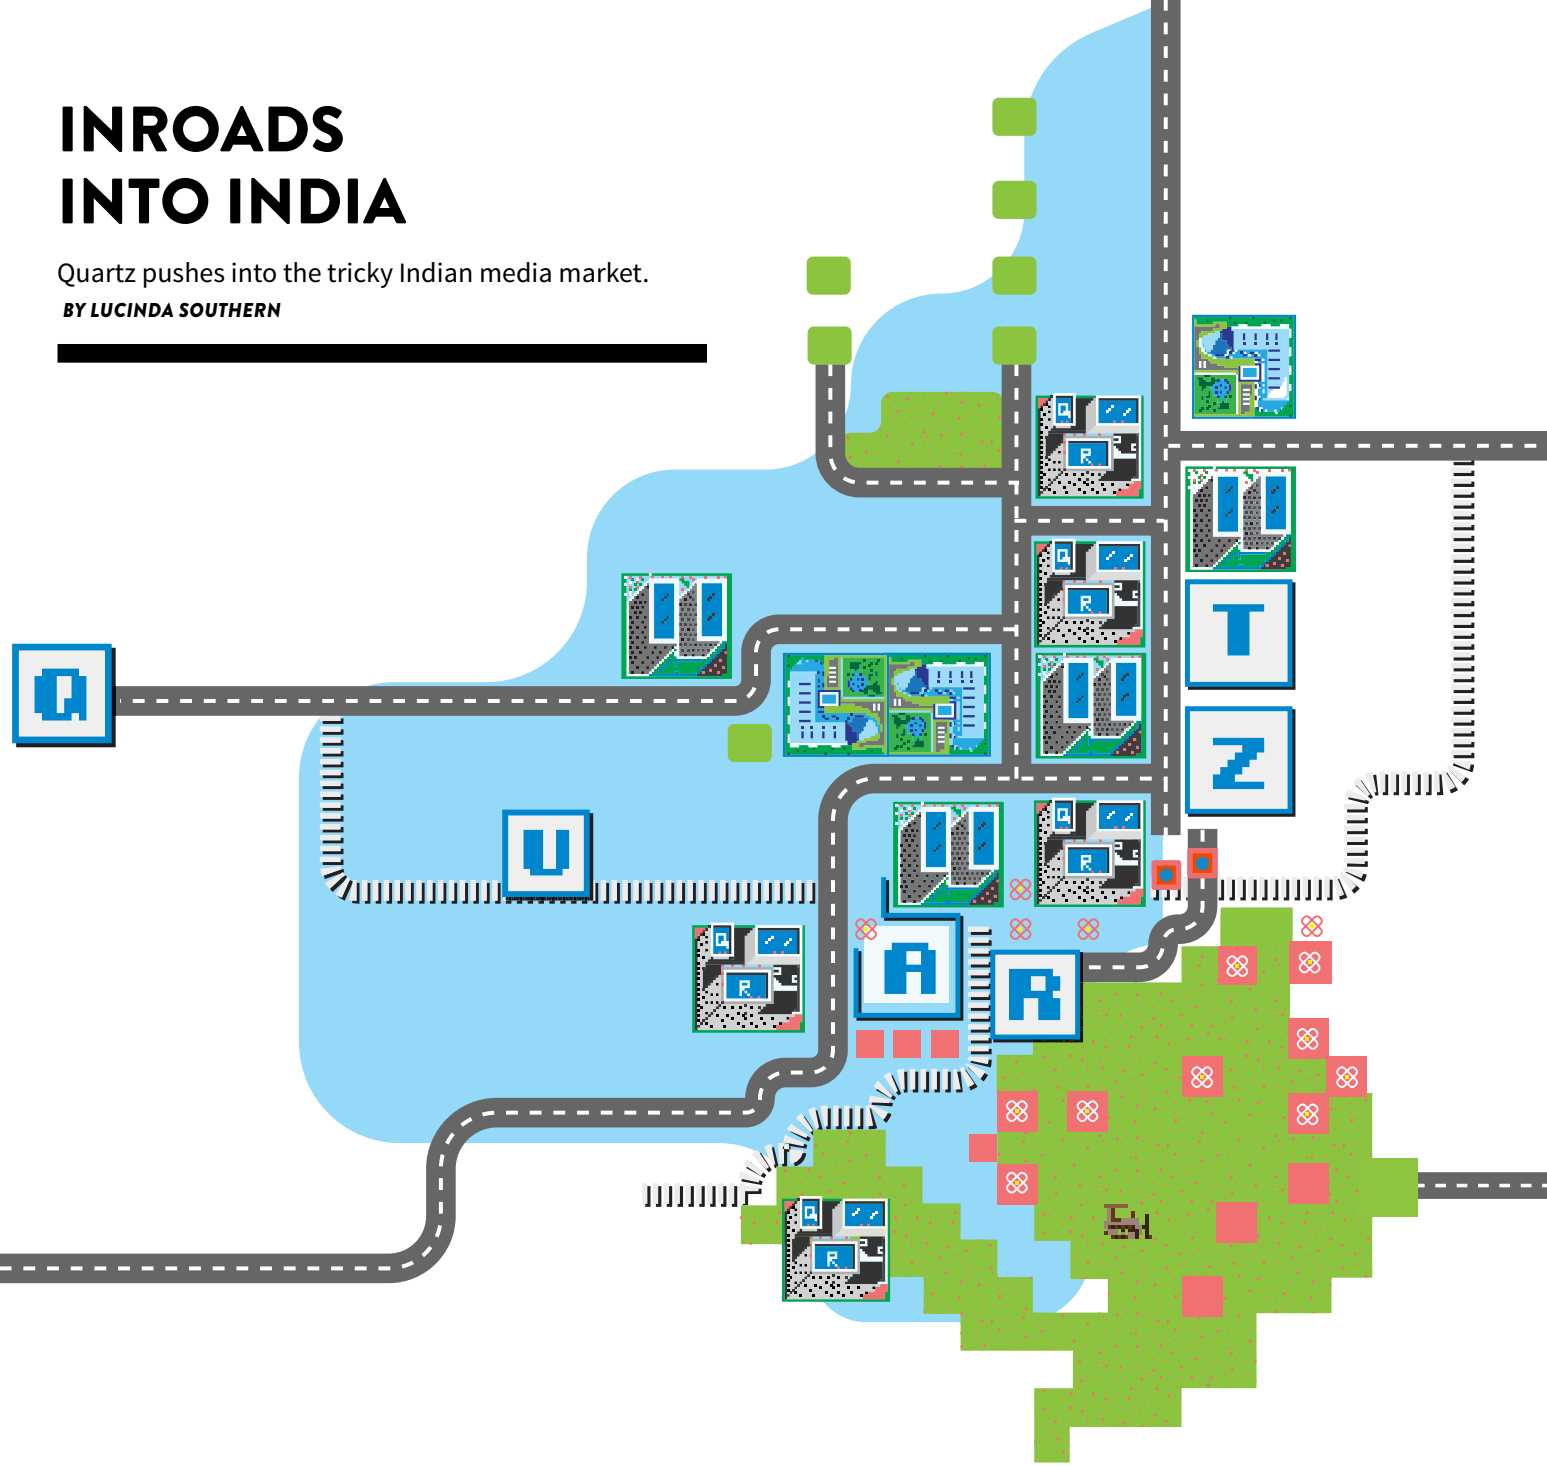 INROADS
INTO INDIA
Quartz pushes into the tricky Indian media market.
BY LUCINDA SOUTHERN
Q
R
Q
R
T
Q
R
Z
U
Q
R
Q
R
A
R
Q
R